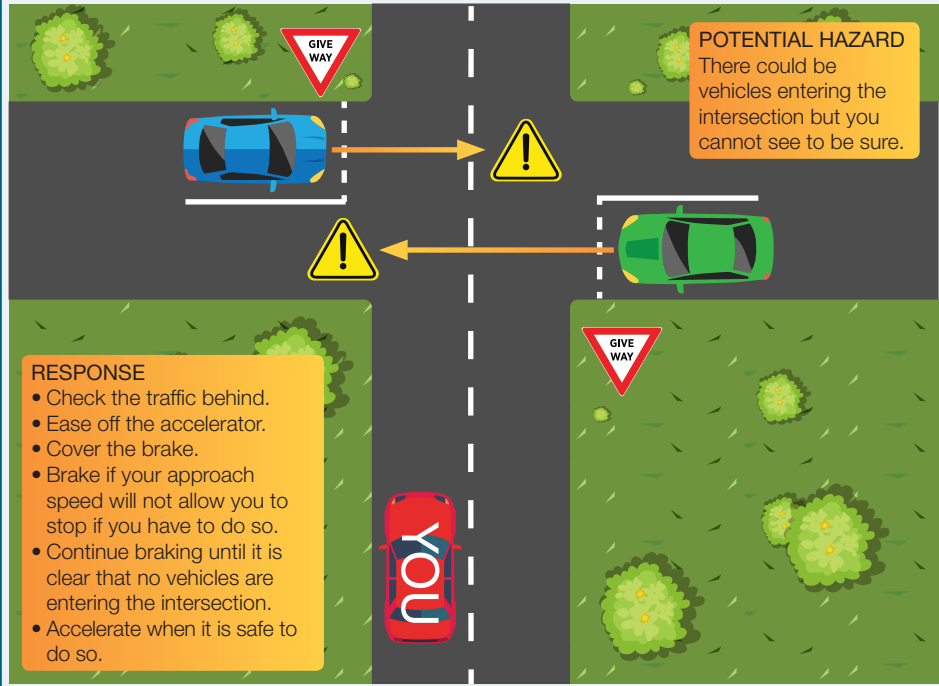 GIVE
WAY
POTENTIAL HAZARD
There could be
vehicles entering the
intersection but you
cannot see to be sure.
GIVE
WAY
RESPONSE
• Check the traffic behind.
• Ease off the accelerator.
• Cover the brake.
• Brake if your approach
speed will not allow you to
stop if you have to do so.
• Continue braking until it is
clear that no vehicles are
entering the intersection.
• Accelerate when it is safe to
do so.
YOU